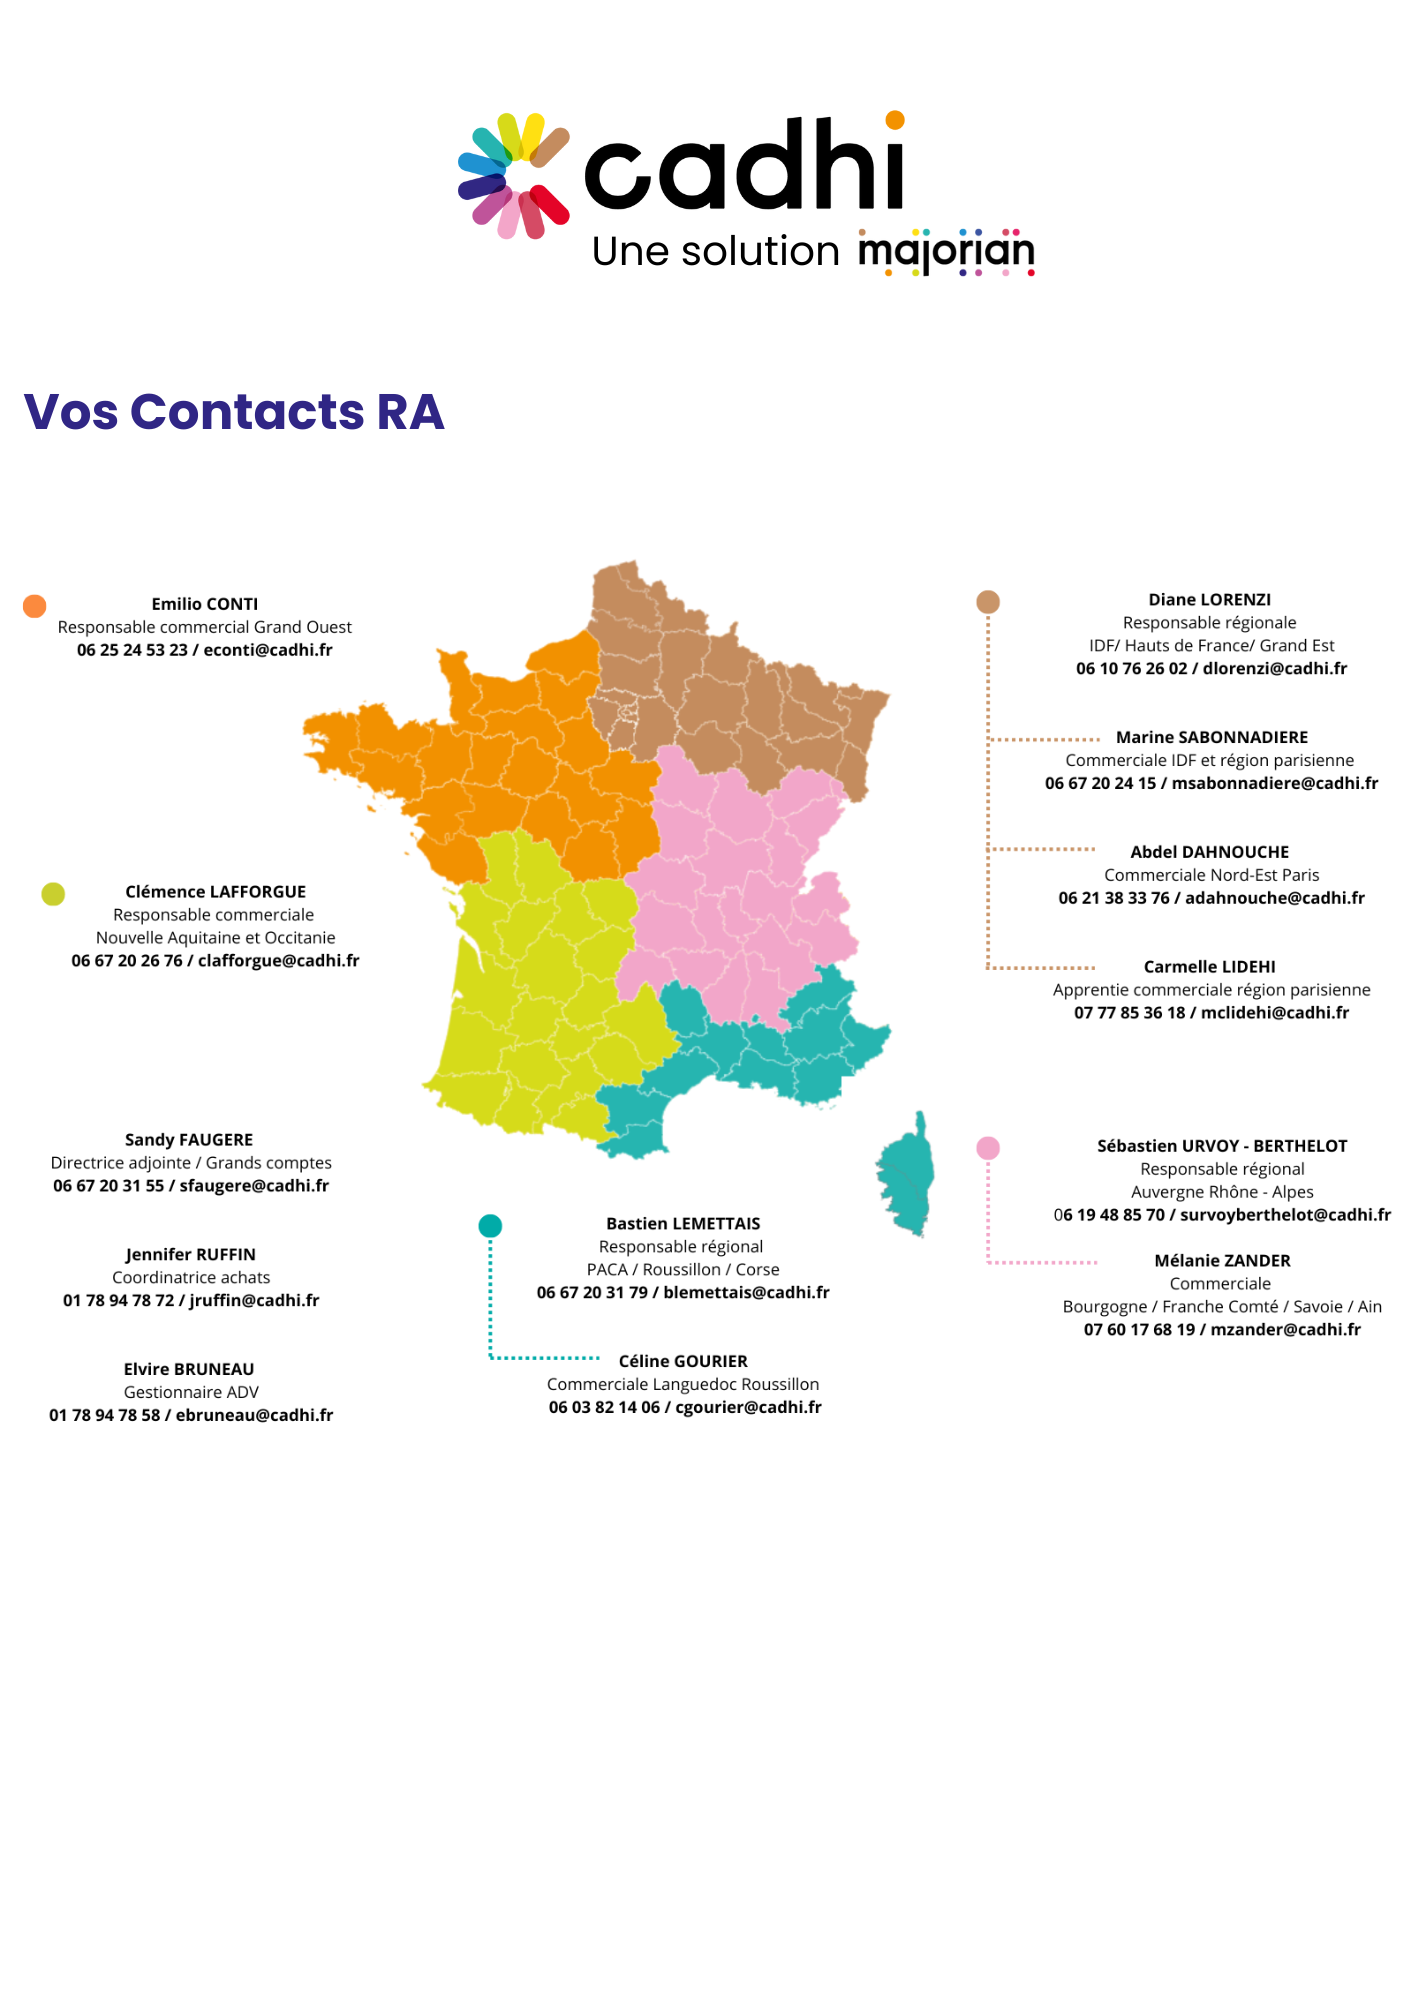 cadhi
Une solution majorian
Vos Contacts RA
Emilio CONTI
Responsable commercial Grand Ouest
06 25 24 53 23 / econti@cadhi.fr
Clémence LAFFORGUE
Responsable commerciale
Nouvelle Aquitaine et Occitanie
06 67 20 26 76 / clafforgue@cadhi.fr
Sandy FAUGERE
Directrice adjointe / Grands comptes
06 67 20 31 55 / sfaugere@cadhi.fr
Jennifer RUFFIN
Coordinatrice achats
01 78 94 78 72 / jruffin@cadhi.fr
Elvire BRUNEAU
Gestionnaire ADV
01 78 94 78 58 / ebruneau@cadhi.fr
Bastien LEMETTAIS
Responsable régional
PACA / Roussillon / Corse
06 67 20 31 79 / blemettais@cadhi.fr
Céline GOURIER
Commerciale Languedoc Roussillon
06 03 82 14 06 / cgourier@cadhi.fr
Diane LORENZI
Responsable régionale
IDF/ Hauts de France/ Grand Est
06 10 76 26 02 / dlorenzi@cadhi.fr
Marine SABONNADIERE
Commerciale IDF et région parisienne
06 67 20 24 15 / msabonnadiere@cadhi.fr
Abdel DAHNOUCHE
Commerciale Nord-Est Paris
06 21 38 33 76 / adahnouche@cadhi.fr
Carmelle LIDEHI
Apprentie commerciale région parisienne
07 77 85 36 18 / mclidehi@cadhi.fr
Sébastien URVOY - BERTHELOT
Responsable régional
Auvergne Rhône - Alpes
06 19 48 85 70 / survoyberthelot@cadhi.fr
Mélanie ZANDER
Commerciale
Bourgogne / Franche Comté / Savoie / Ain
07 60 17 68 19 / mzander@cadhi.fr